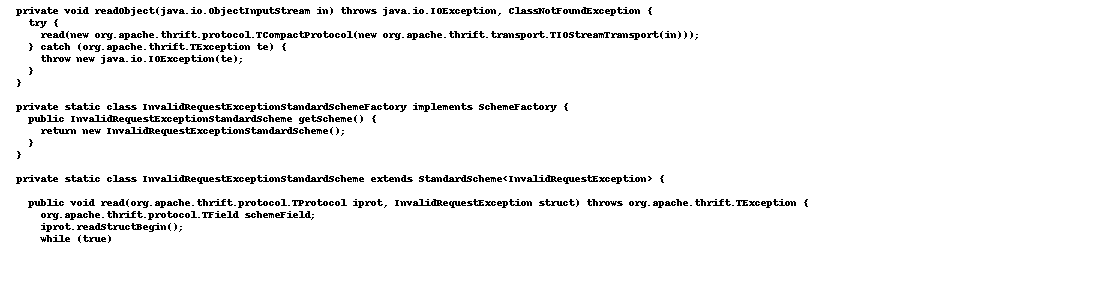 private void readObject(java.io.ObjectInputStream in) throws java.io.IOException, ClassNotFoundException {
try {
read(new org.apache.thrift.protocol.TCompactProtocol(new org.apache.thrift.transport.TIOStreamTransport(in)));
} catch (org.apache.thrift.TException te) {
throw new java.io.IOException(te);
}
}
private static class InvalidRequestExceptionStandardSchemeFactory implements SchemeFactory {
public InvalidRequestExceptionStandardScheme getScheme() {
return new InvalidRequestExceptionStandardScheme();
}
}
private static class InvalidRequestExceptionStandardScheme extends StandardScheme<InvalidRequestException> {
public void read(org.apache.thrift.protocol.TProtocol iprot, InvalidRequestException struct) throws org.apache.thrift.TException {
org.apache.thrift.protocol.TField schemeField;
iprot.readStructBegin();
while (true)